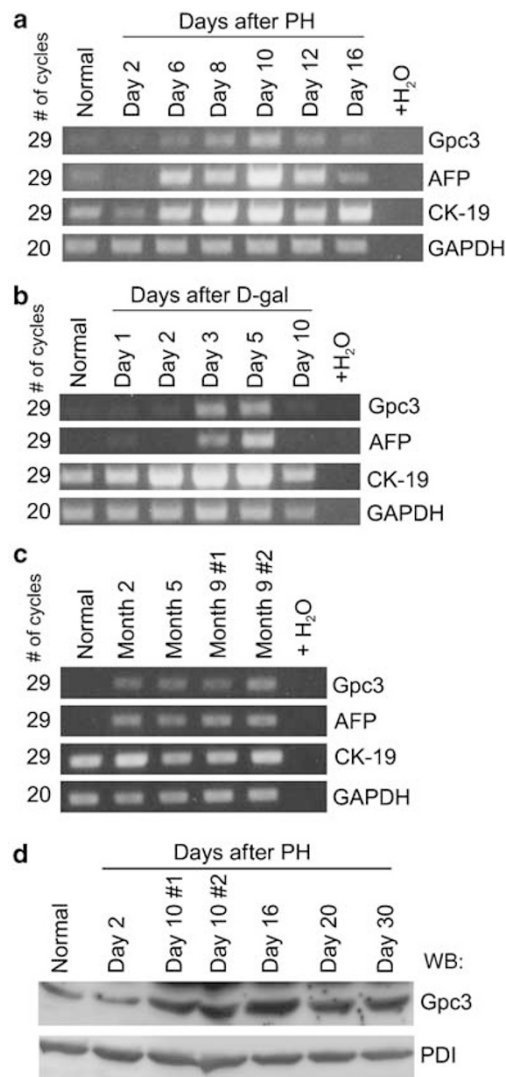 a
Days after PH
# of cycles Normal Day 2 Day 6 Day 8 Day 10 Day 12 Day 16 +H₂O
29 Gpc3
29 AFP
29 CK-19
20 GAPDH
b
Days after D-gal
# of cycles Normal Day 1 Day 2 Day 3 Day 5 Day 10 +H₂O
29 Gpc3
29 AFP
29 CK-19
20 GAPDH
c
# of cycles Normal Month 2 Month 5 Month 9 #1 Month 9 #2 + H₂O
29 Gpc3
29 AFP
29 CK-19
20 GAPDH
d
Days after PH
Normal Day 2 Day 10 #1 Day 10 #2 Day 16 Day 20 Day 30 WB:
Gpc3
PDI